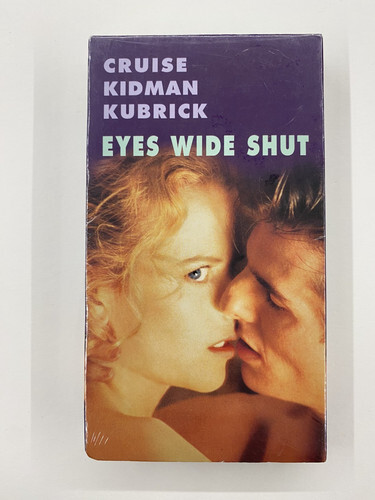 CRUISE
KIDMAN
KUBRICK
EYES WIDE SHUT